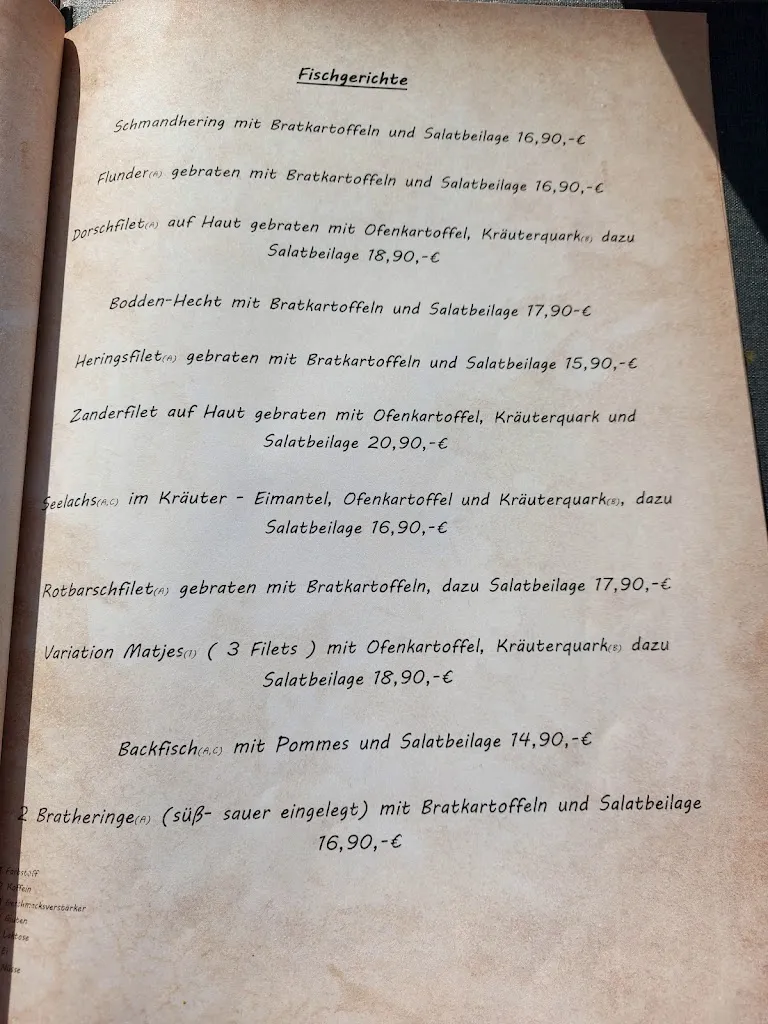 Fischgerichte
Schmandhering mit Bratkartoffeln und Salatbeilage 16,90,-€
Flunder(A) gebraten mit Bratkartoffeln und Salatbeilage 16,90,-€
Dorschfilet(A) auf Haut gebraten mit Ofenkartoffel, Kräuterquark(B) dazu
Salatbeilage 18,90,-€
Bodden-Hecht mit Bratkartoffeln und Salatbeilage 17,90-€
Heringsfilet(A) gebraten mit Bratkartoffeln und Salatbeilage 15,90,-€
Zanderfilet auf Haut gebraten mit Ofenkartoffel, Kräuterquark und
Salatbeilage 20,90,-€
Seelachs(A,C) im Kräuter - Eimantel, Ofenkartoffel und Kräuterquark(B), dazu
Salatbeilage 16,90,-€
Rotbarschfilet(A) gebraten mit Bratkartoffeln, dazu Salatbeilage 17,90,-€
Variation Matjes(1) ( 3 Filets ) mit Ofenkartoffel, Kräuterquark(B) dazu
Salatbeilage 18,90,-€
Backfisch(A,C) mit Pommes und Salatbeilage 14,90,-€
2 Bratheringe(A) (süß- sauer eingelegt) mit Bratkartoffeln und Salatbeilage
16,90,-€
Farbstoff
Koffein
Geschmacksverstärker
Gluten
Laktose
Ei
Nüsse